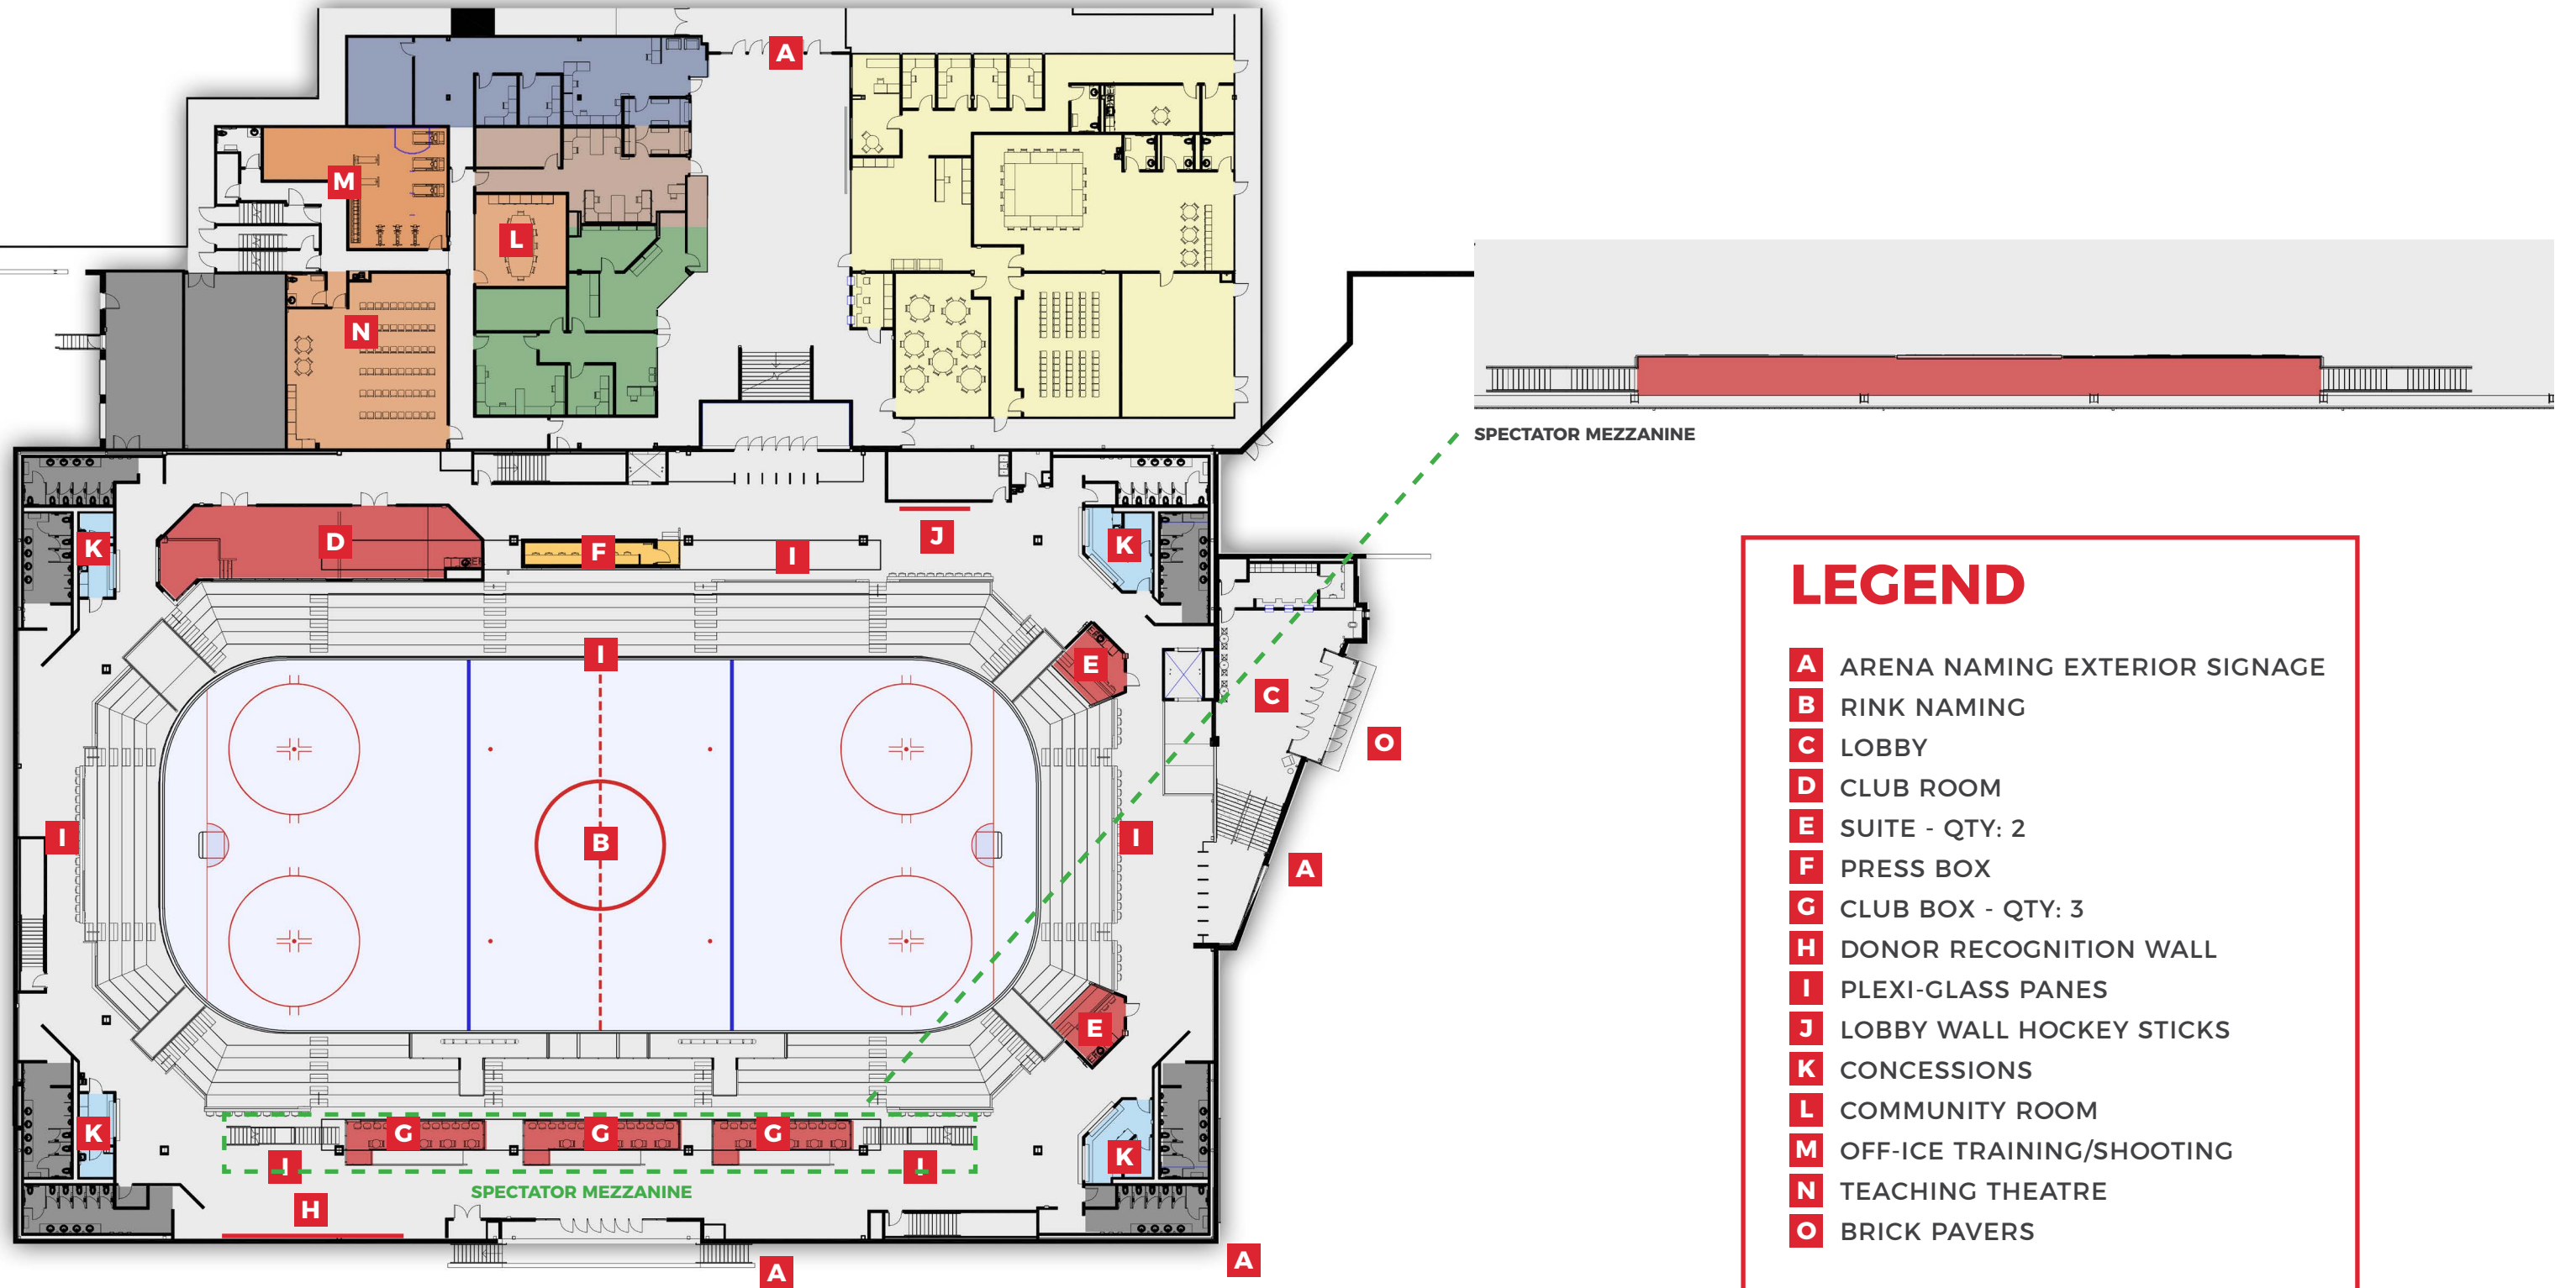 A
M
L
N
SPECTATOR MEZZANINE
D
F
I
J
K
K
I
E
C
O
B
I
I
A
E
G
G
G
K
K
I
I
SPECTATOR MEZZANINE
H
A
A
LEGEND
A ARENA NAMING EXTERIOR SIGNAGE
B RINK NAMING
C LOBBY
D CLUB ROOM
E SUITE - QTY: 2
F PRESS BOX
G CLUB BOX - QTY: 3
H DONOR RECOGNITION WALL
I PLEXI-GLASS PANES
J LOBBY WALL HOCKEY STICKS
K CONCESSIONS
L COMMUNITY ROOM
M OFF-ICE TRAINING/SHOOTING
N TEACHING THEATRE
O BRICK PAVERS